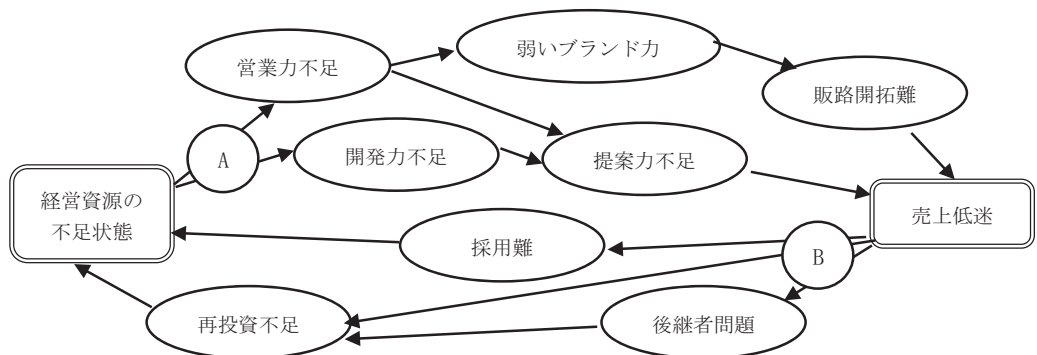 営業力不足
弱いブランド力
販路開拓難
A
開発力不足
提案力不足
経営資源の
不足状態
売上低迷
採用難
B
再投資不足
後継者問題